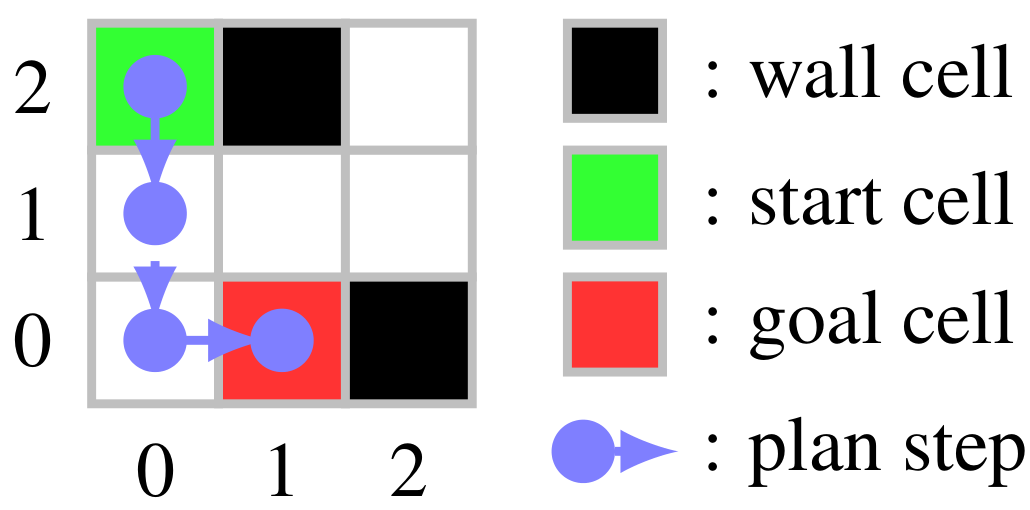 2
1
0
0 1 2
: wall cell
: start cell
: goal cell
: plan step